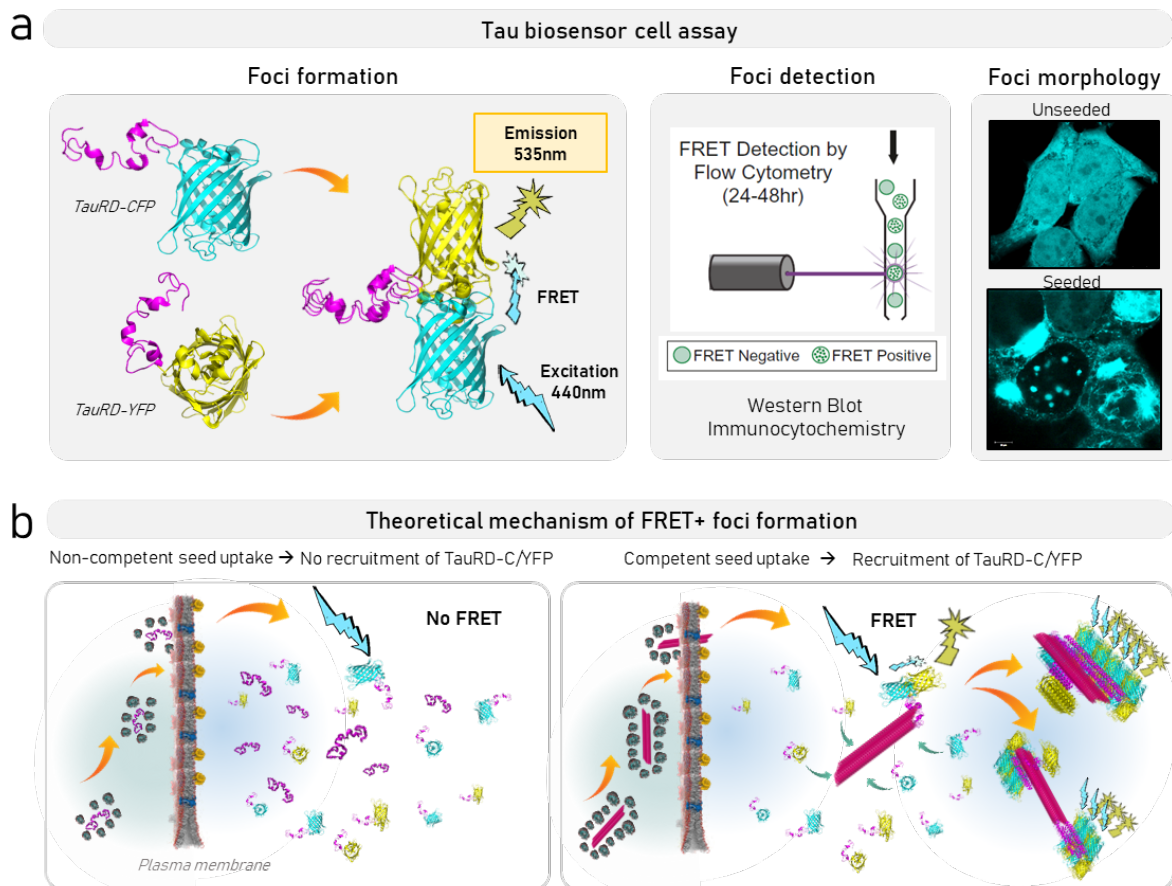 a
Tau biosensor cell assay
Foci formation
Foci detection
Foci morphology
TauRD-CFP
TauRD-YFP
Emission
535nm
FRET
Excitation
440nm
FRET Detection by
Flow Cytometry
(24-48hr)
FRET Negative
FRET Positive
Western Blot
Immunocytochemistry
Unseeded
Seeded
b
Theoretical mechanism of FRET+ foci formation
Non-competent seed uptake → No recruitment of TauRD-C/YFP
No FRET
Plasma membrane
Competent seed uptake → Recruitment of TauRD-C/YFP
FRET